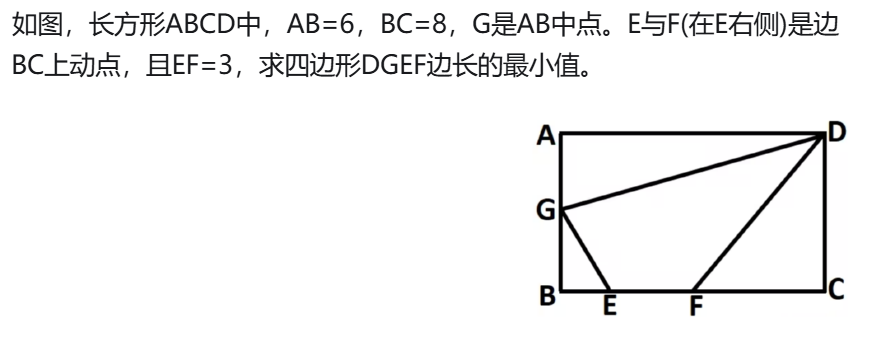 如图，长方形ABCD中，AB=6，BC=8，G是AB中点。E与F(在E右侧)是边
BC上动点，且EF=3，求四边形DGEF边长的最小值。
A
D
G
B
E
F
C